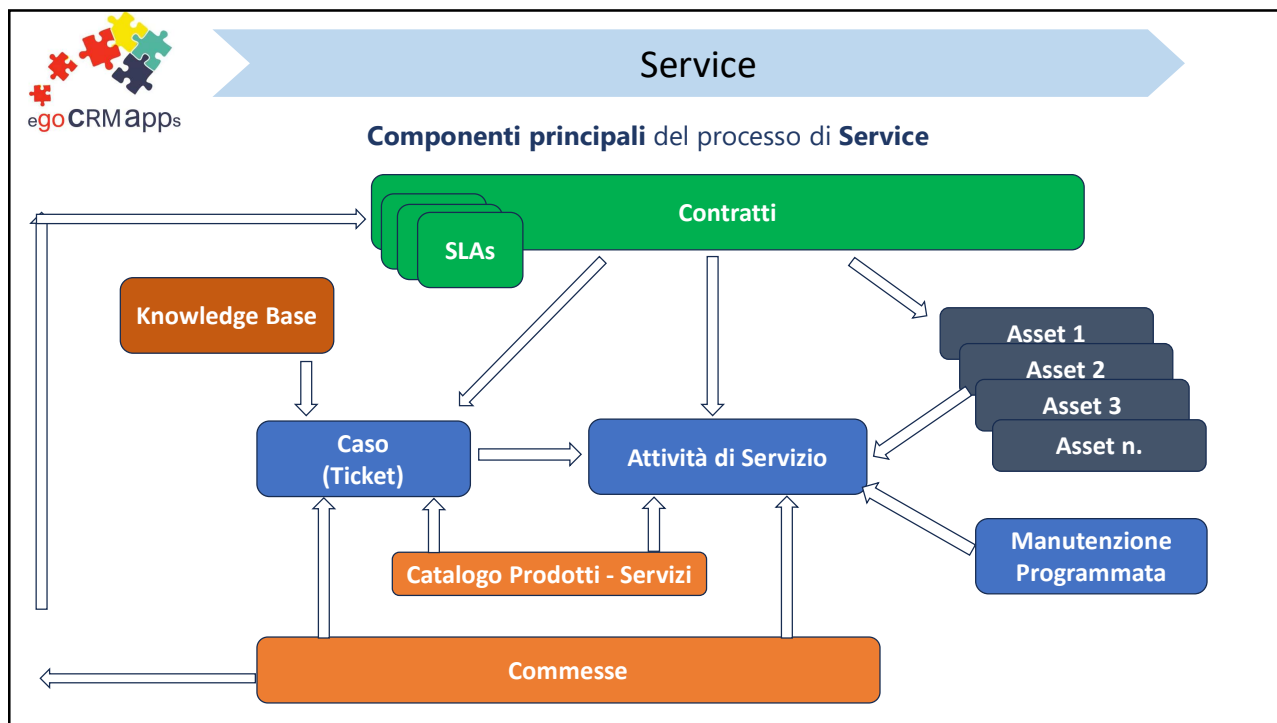 egoCRMapps
Service
Componenti principali del processo di Service
Contratti
SLAs
Knowledge Base
Asset 1
Asset 2
Asset 3
Asset n.
Caso
(Ticket)
Attività di Servizio
Manutenzione
Programmata
Catalogo Prodotti - Servizi
Commesse